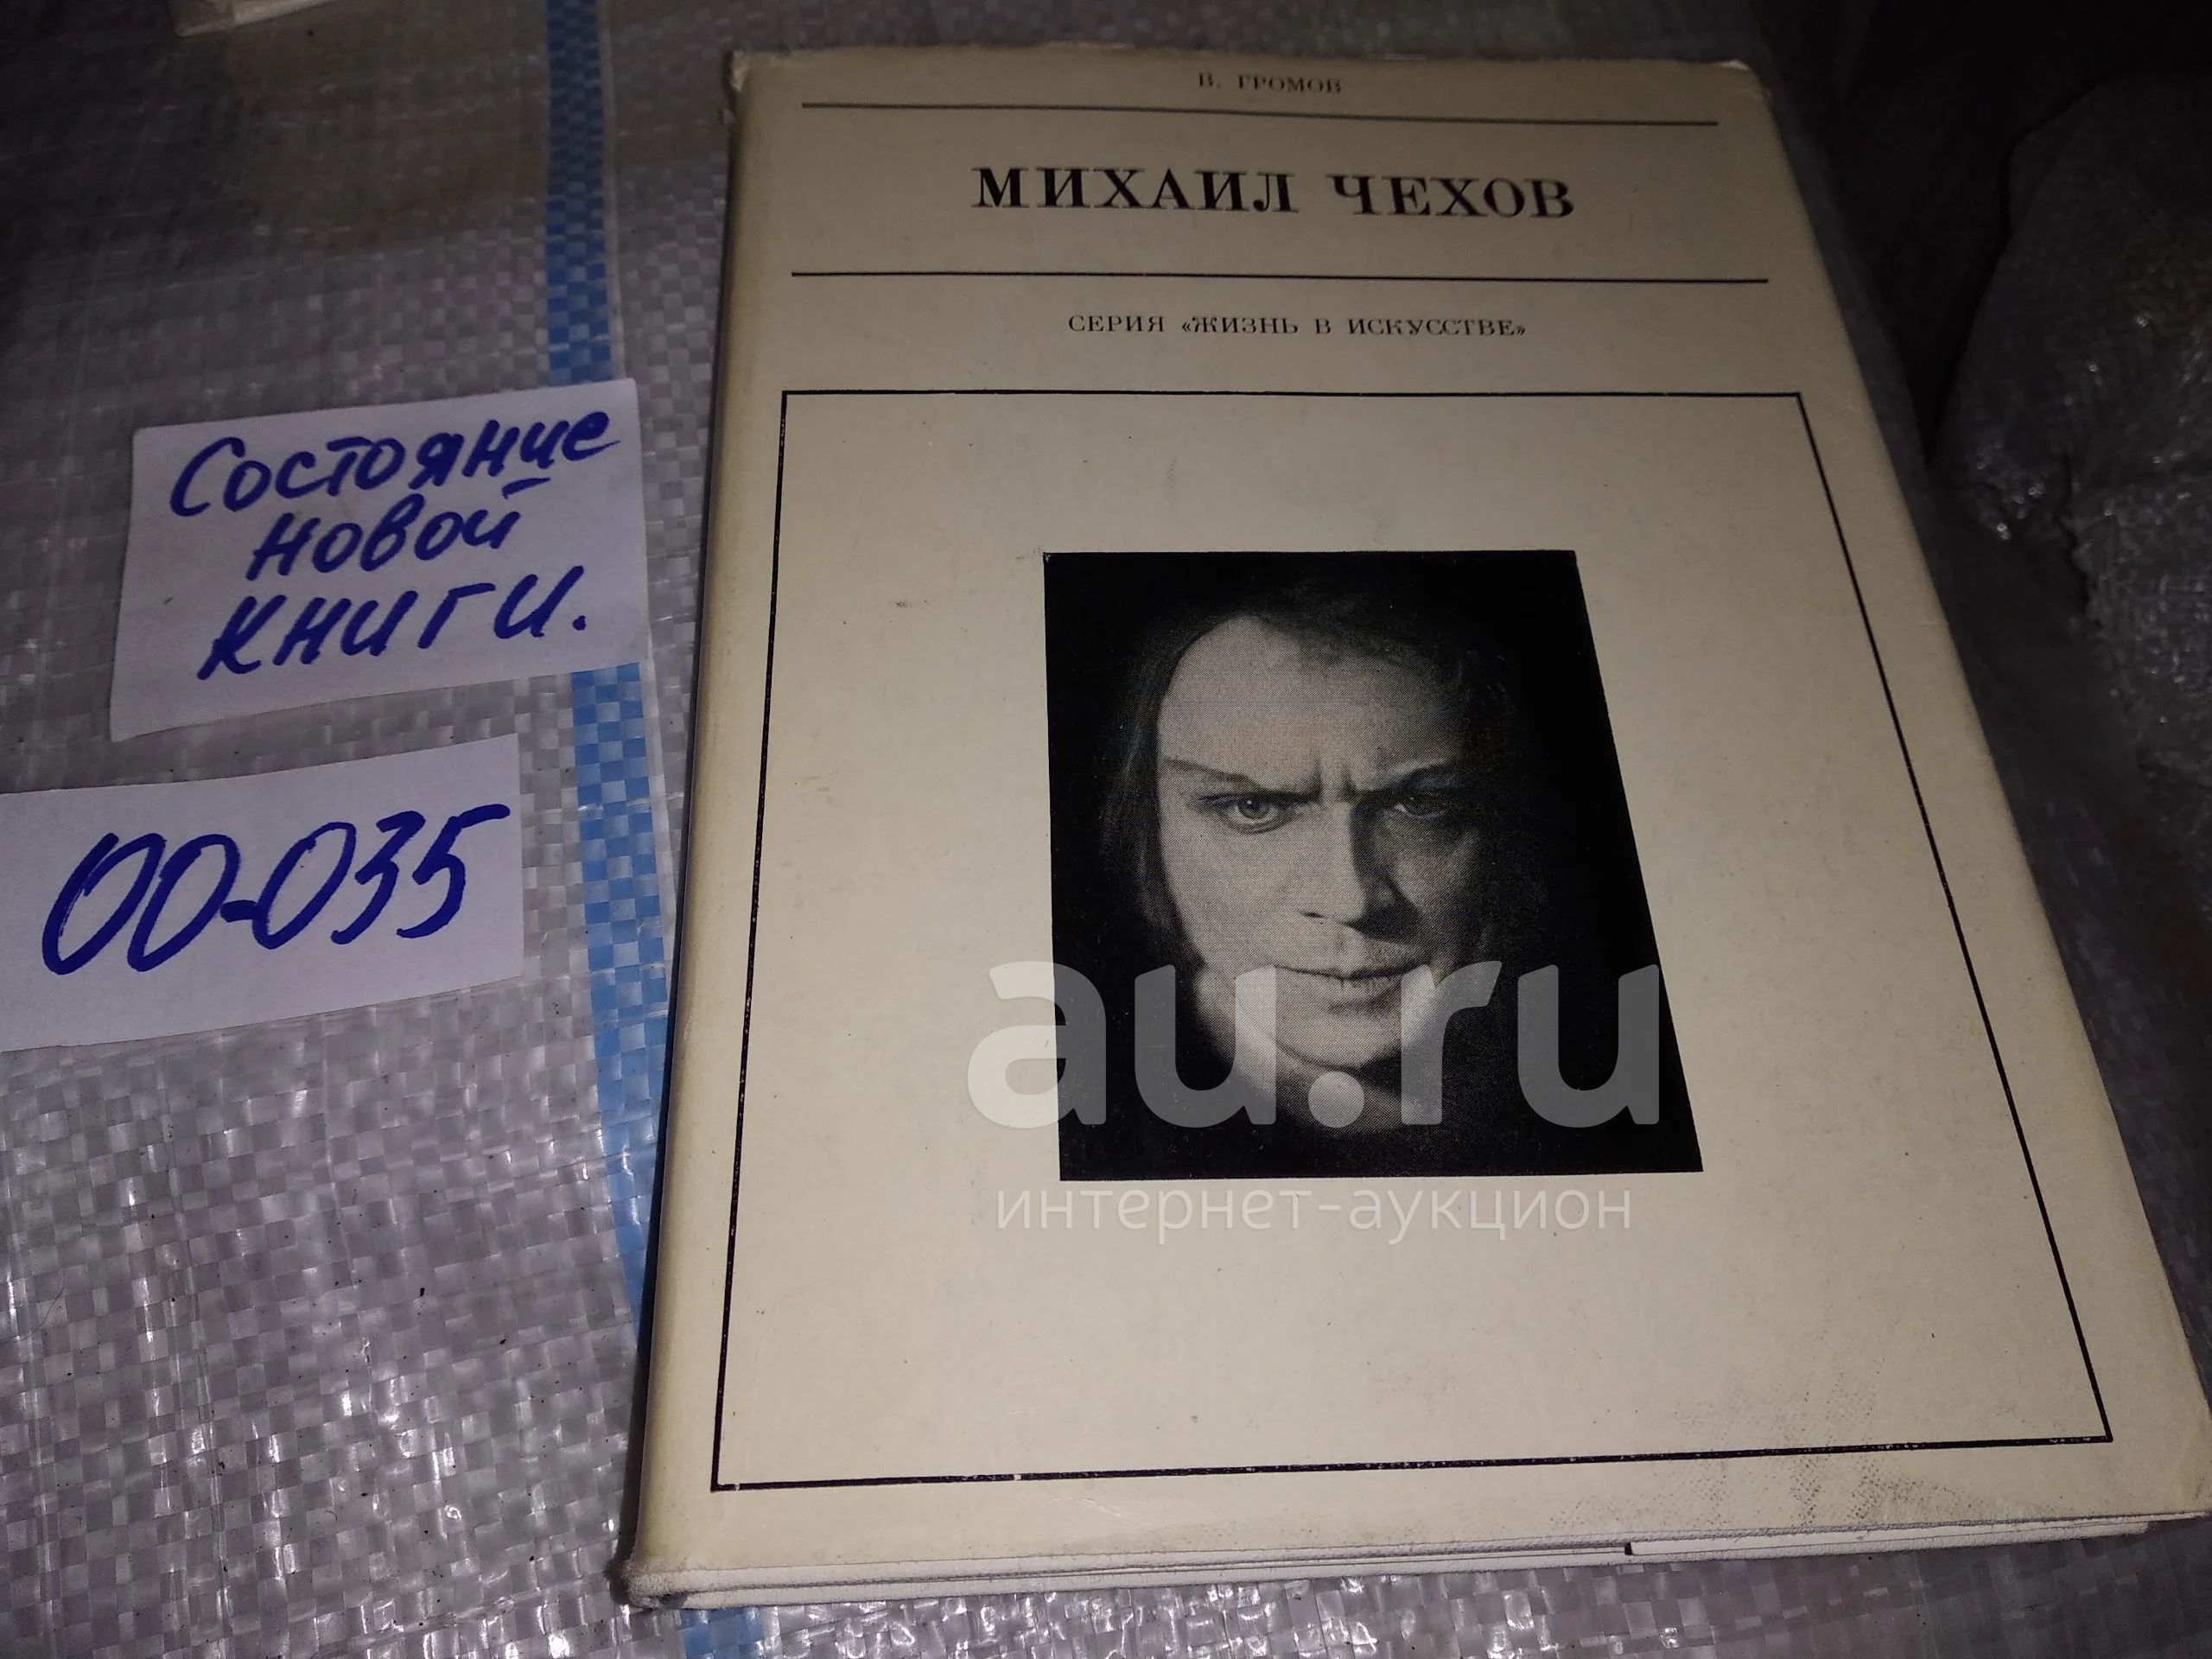 В. ГРОМОВ
МИХАИЛ ЧЕХОВ
СЕРИЯ «ЖИЗНЬ В ИСКУССТВЕ»
Состояние
новой
книги.
00-035
au.ru
интернет-аукцион